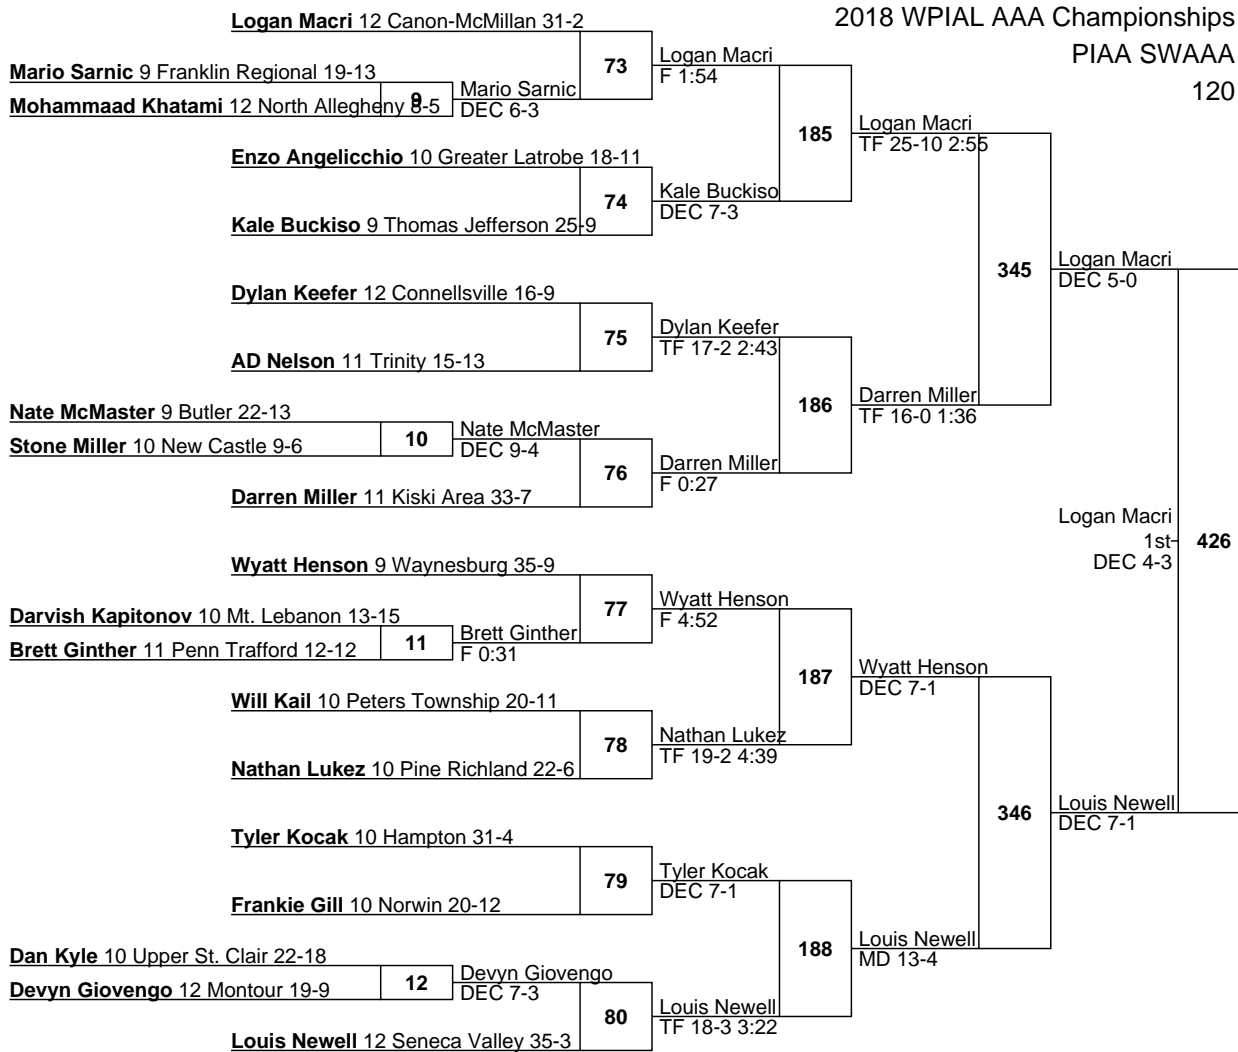 2018 WPIAL AAA Championships
PIAA SWAAA
120
Logan Macri 12 Canon-McMillan 31-2
73
Logan Macri
F 1:54
Mario Sarnic 9 Franklin Regional 19-13
9
Mario Sarnic
DEC 6-3
Mohammaad Khatami 12 North Allegheny 8-5
185
Logan Macri
TF 25-10 2:55
Enzo Angelicchio 10 Greater Latrobe 18-11
74
Kale Buckiso
DEC 7-3
Kale Buckiso 9 Thomas Jefferson 25-9
345
Logan Macri
DEC 5-0
Dylan Keefer 12 Connellsville 16-9
75
Dylan Keefer
TF 17-2 2:43
AD Nelson 11 Trinity 15-13
186
Darren Miller
TF 16-0 1:36
Nate McMaster 9 Butler 22-13
10
Nate McMaster
DEC 9-4
Stone Miller 10 New Castle 9-6
76
Darren Miller
F 0:27
Darren Miller 11 Kiski Area 33-7
Logan Macri
1st
DEC 4-3
426
Wyatt Henson 9 Waynesburg 35-9
77
Wyatt Henson
F 4:52
Darvish Kapitonov 10 Mt. Lebanon 13-15
11
Brett Ginther
F 0:31
Brett Ginther 11 Penn Trafford 12-12
187
Wyatt Henson
DEC 7-1
Will Kail 10 Peters Township 20-11
78
Nathan Lukez
TF 19-2 4:39
Nathan Lukez 10 Pine Richland 22-6
346
Louis Newell
DEC 7-1
Tyler Kocak 10 Hampton 31-4
79
Tyler Kocak
DEC 7-1
Frankie Gill 10 Norwin 20-12
188
Louis Newell
MD 13-4
Dan Kyle 10 Upper St. Clair 22-18
12
Devyn Giovengo
DEC 7-3
Devyn Giovengo 12 Montour 19-9
80
Louis Newell
TF 18-3 3:22
Louis Newell 12 Seneca Valley 35-3